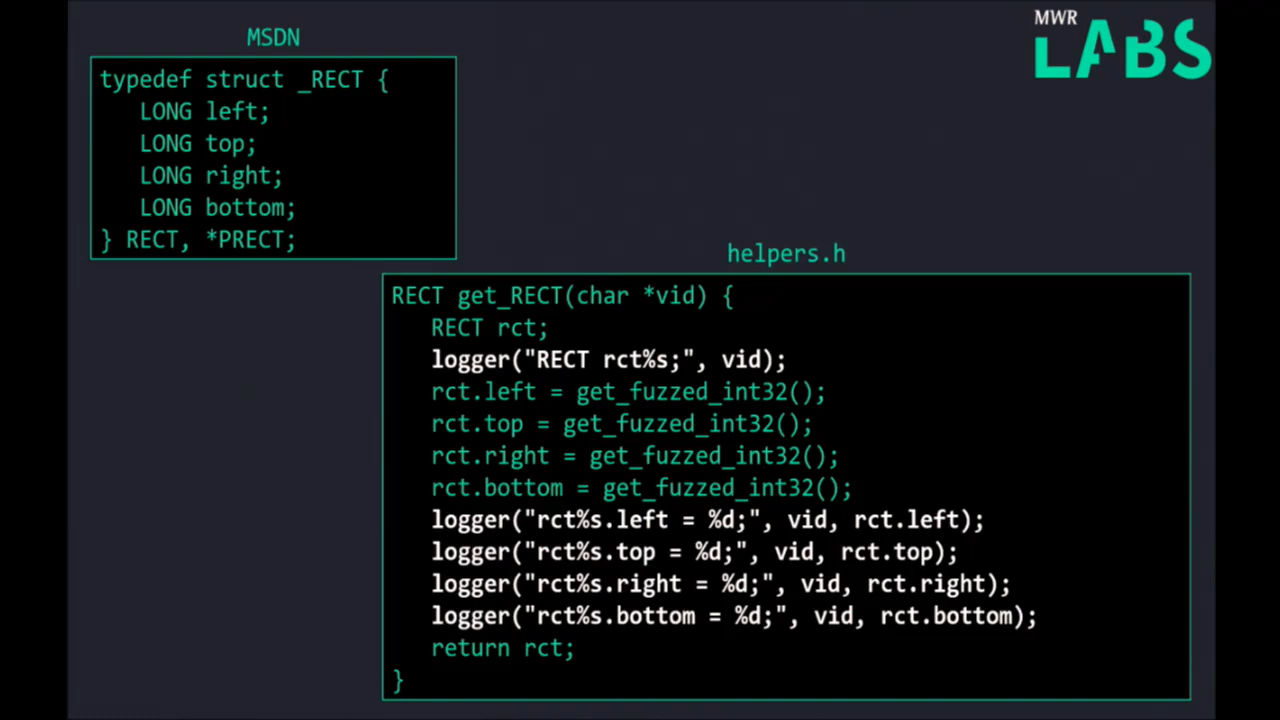 MSDN
MWR
LABS
typedef struct _RECT {
LONG left;
LONG top;
LONG right;
LONG bottom;
} RECT, *PRECT;
helpers.h
RECT get_RECT(char *vid) {
RECT rct;
logger("RECT rct%s;", vid);
rct.left = get_fuzzed_int32();
rct.top = get_fuzzed_int32();
rct.right = get_fuzzed_int32();
rct.bottom = get_fuzzed_int32();
logger("rct%s.left = %d;", vid, rct.left);
logger("rct%s.top = %d;", vid, rct.top);
logger("rct%s.right = %d;", vid, rct.right);
logger("rct%s.bottom = %d;", vid, rct.bottom);
return rct;
}